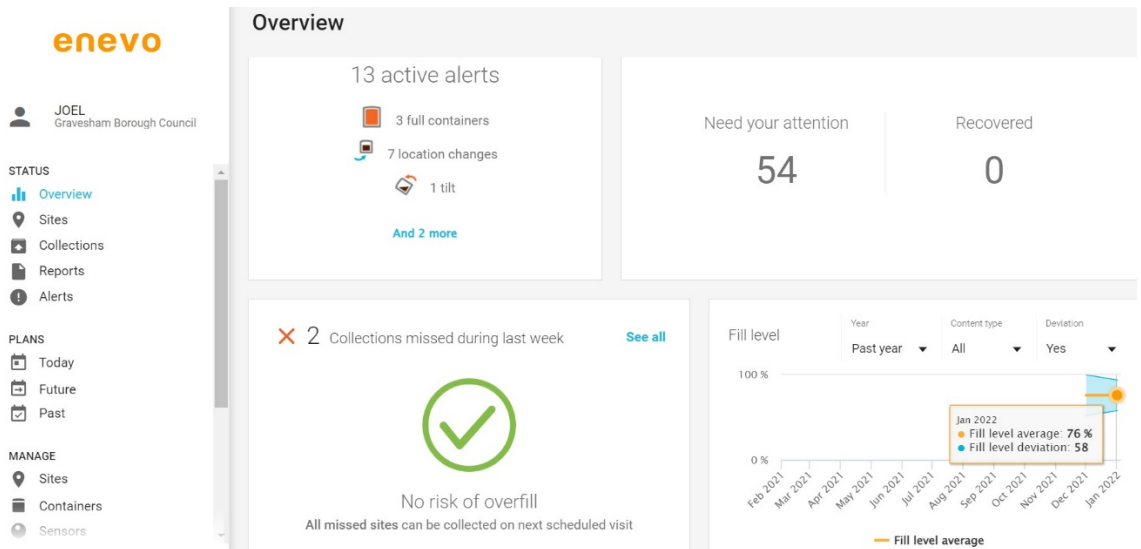 enevo
JOEL
Gravesham Borough Council
STATUS
Overview
Sites
Collections
Reports
Alerts
PLANS
Today
Future
Past
MANAGE
Sites
Containers
Sensors
Overview
13 active alerts
3 full containers
7 location changes
1 tilt
And 2 more
Need your attention
54
Recovered
0
2 Collections missed during last week
See all
No risk of overfill
All missed sites can be collected on next scheduled visit
Fill level
Year
Past year
Content type
All
Deviation
Yes
100 %
Jan 2022
Fill level average: 76 %
Fill level deviation: 58
0 %
Feb 2021
Mar 2021
Apr 2021
May 2021
Jun 2021
Jul 2021
Aug 2021
Sep 2021
Oct 2021
Nov 2021
Dec 2021
Jan 2022
Fill level average